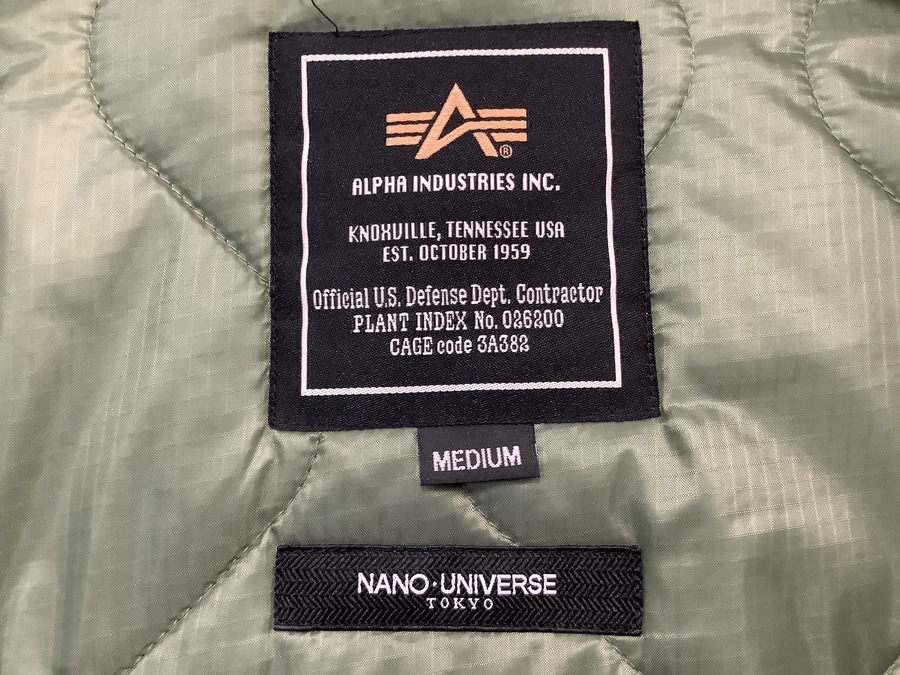 ®
ALPHA INDUSTRIES INC.
KNOXVILLE, TENNESSEE USA
EST. OCTOBER 1959
Official U.S. Defense Dept. Contractor
PLANT INDEX No. 026200
CAGE code 3A382
MEDIUM
NANO·UNIVERSE
TOKYO